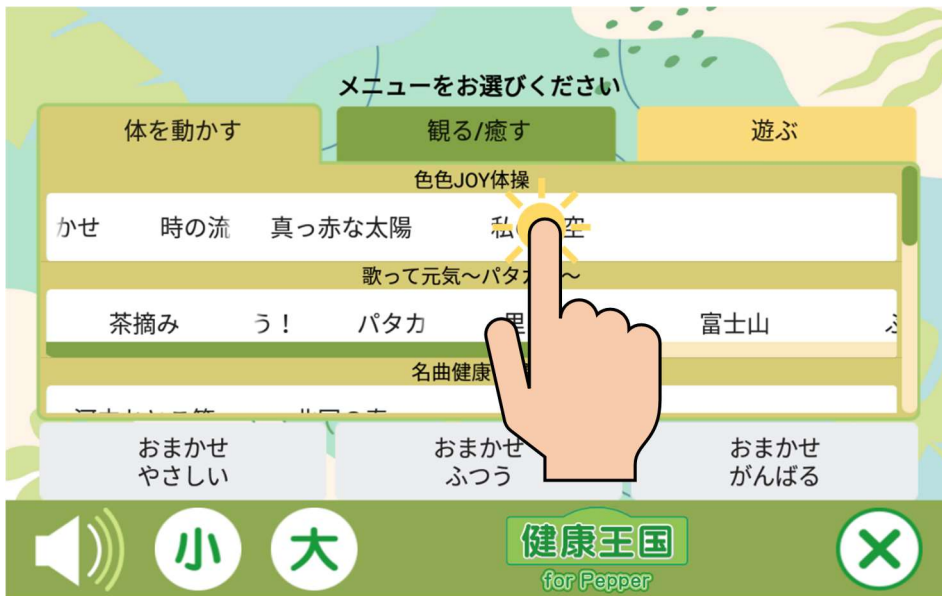 メニューをお選びください
体を動かす 観る/癒す 遊ぶ
色色JOY体操
かせ 時の流 真っ赤な太陽 私 空
歌って元気～パタカ ～
茶摘み う！ パタカ 里 富士山
名曲健康
おまかせ おまかせ おまかせ
やさしい ふつう がんばる
小 大 健康王国
for Pepper